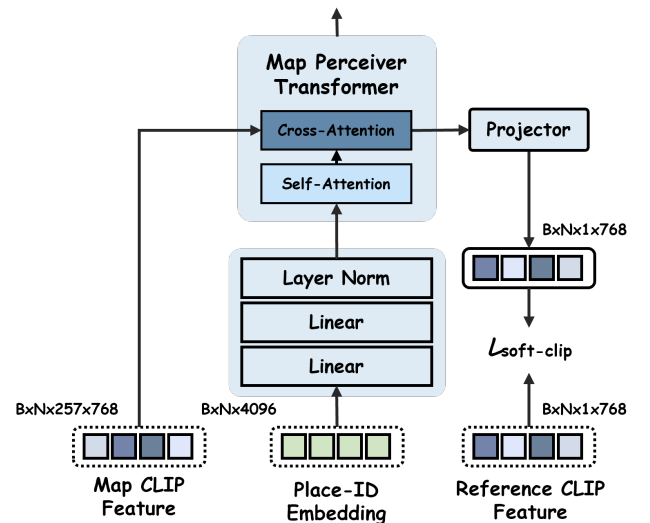 Map Perceiver
Transformer
Cross-Attention
Projector
Self-Attention
BxNx1x768
Layer Norm
Linear
Lsoft-clip
Linear
BxNx257x768
BxNx4096
BxNx1x768
Map CLIP
Feature
Place-ID
Embedding
Reference CLIP
Feature